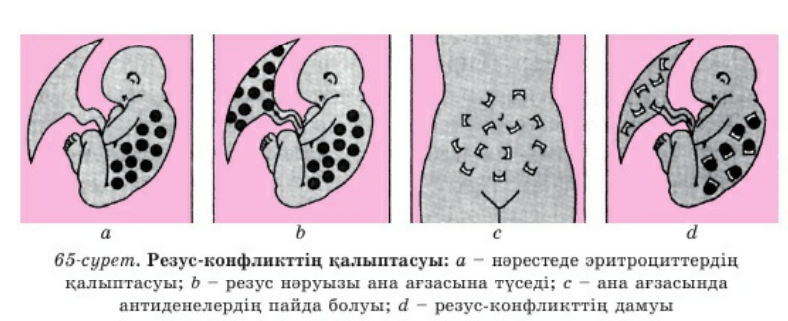 a b c d
65-сурет. Резус-конфликттің қалыптасуы: a – нәрестеде эритроциттердің
қалыптасуы; b – резус нәруызы ана ағзасына түседі; c – ана ағзасында
антиденелердің пайда болуы; d – резус-конфликттің дамуы